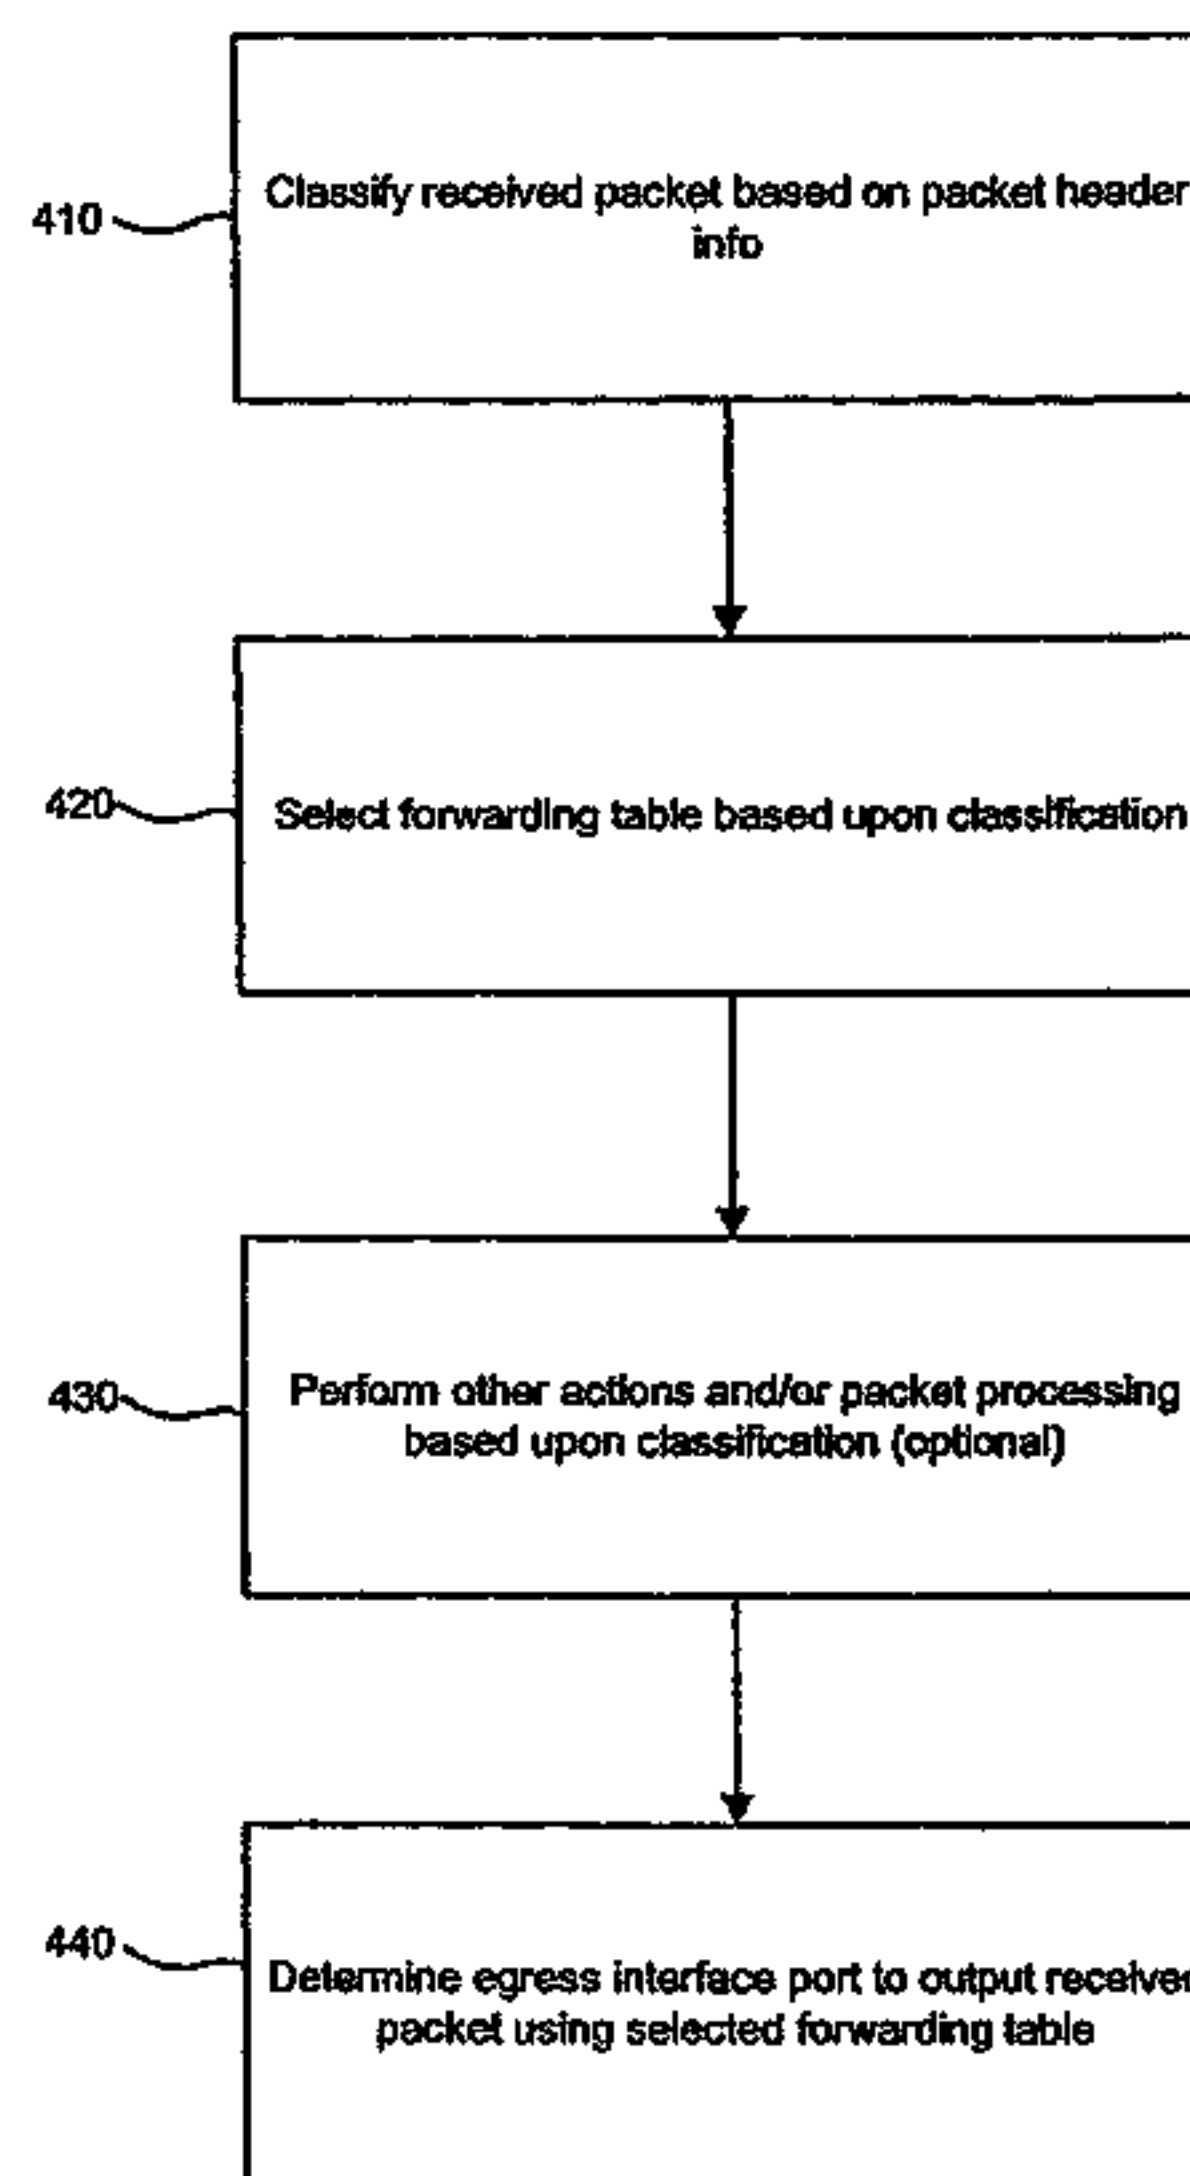 Classify received packet based on packet header
info
410
420
Select forwarding table based upon classification
430
Perform other actions and/or packet processing
based upon classification (optional)
440
Determine egress interface port to output
packet using selected forwarding table